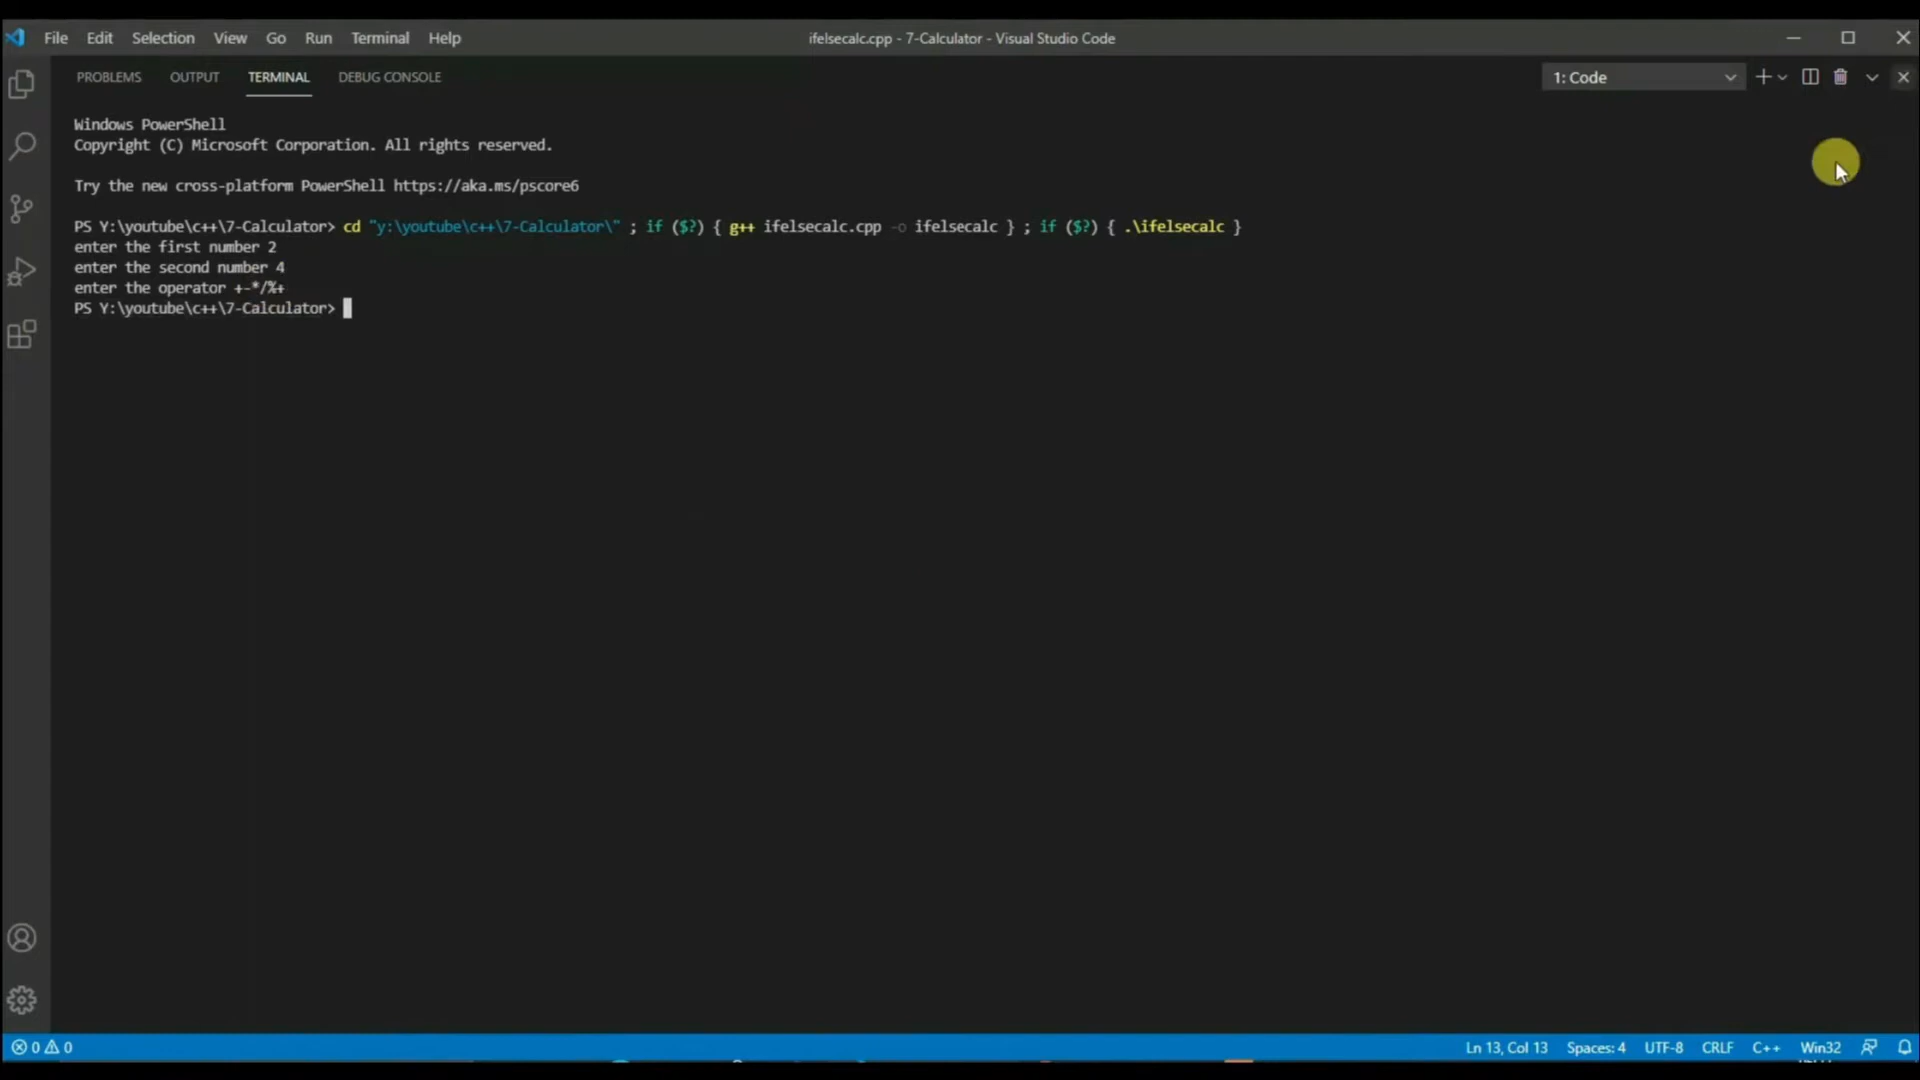 File Edit Selection View Go Run Terminal Help
ifelsecalc.cpp - 7-Calculator - Visual Studio Code
PROBLEMS OUTPUT TERMINAL DEBUG CONSOLE
1: Code
Windows PowerShell
Copyright (C) Microsoft Corporation. All rights reserved.
Try the new cross-platform PowerShell https://aka.ms/pscore6
PS Y:\youtube\c++\7-Calculator> cd "y:\youtube\c++\7-Calculator\" ; if ($?) { g++ ifelsecalc.cpp -o ifelsecalc } ; if ($?) { .\ifelsecalc }
enter the first number 2
enter the second number 4
enter the operator +-*/%+
PS Y:\youtube\c++\7-Calculator>
0 0
Ln 13, Col 13 Spaces: 4 UTF-8 CRLF C++ Win32